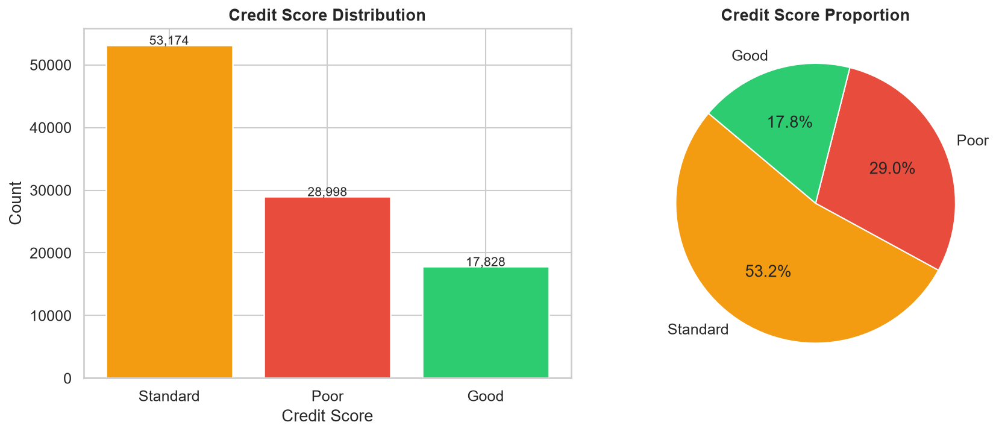 Credit Score Distribution
Count
50000
40000
30000
20000
10000
0
53,174
28,998
17,828
Standard
Poor
Good
Credit Score
Credit Score Proportion
Good
17.8%
Poor
29.0%
53.2%
Standard